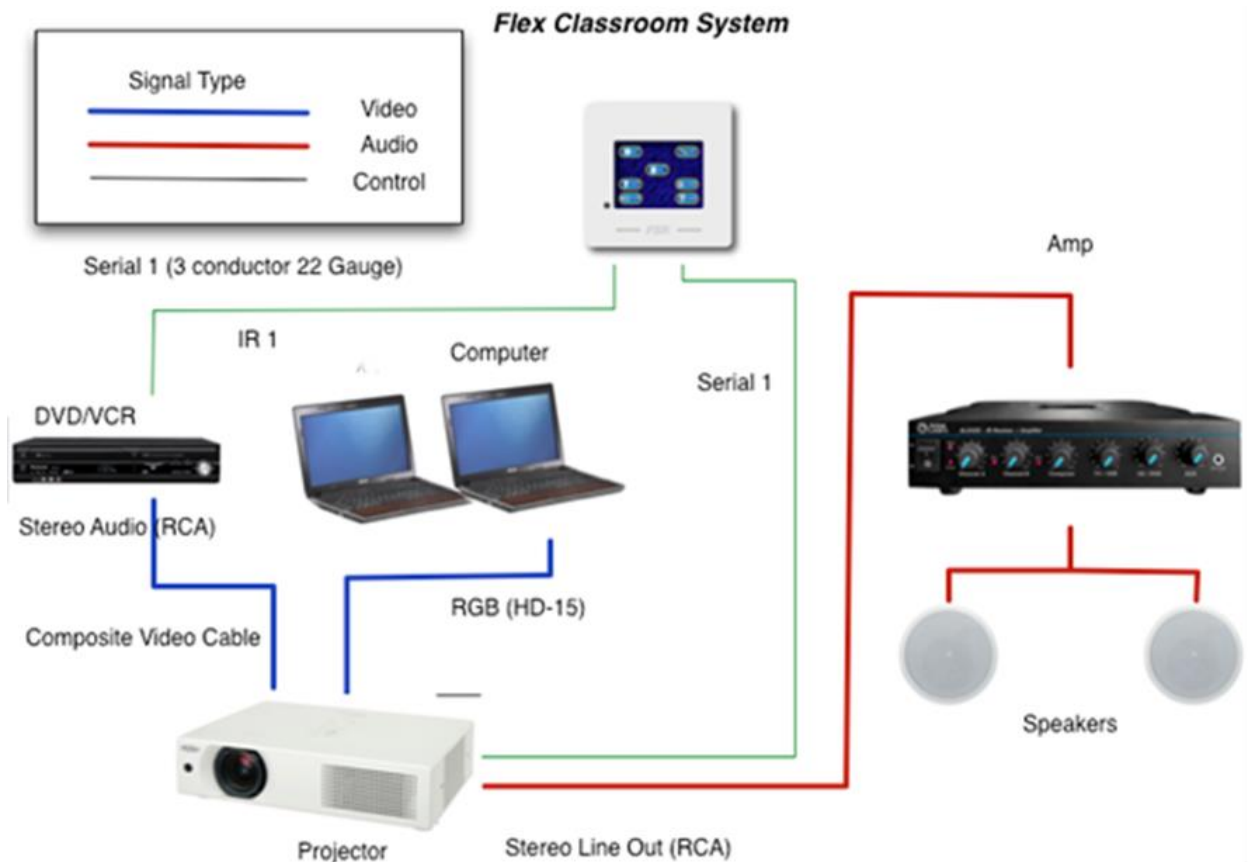 Flex Classroom System
Signal Type
Video
Audio
Control
Serial 1 (3 conductor 22 Gauge)
Amp
IR 1
Computer
Serial 1
DVD/VCR
Stereo Audio (RCA)
RGB (HD-15)
Composite Video Cable
Speakers
Projector
Stereo Line Out (RCA)